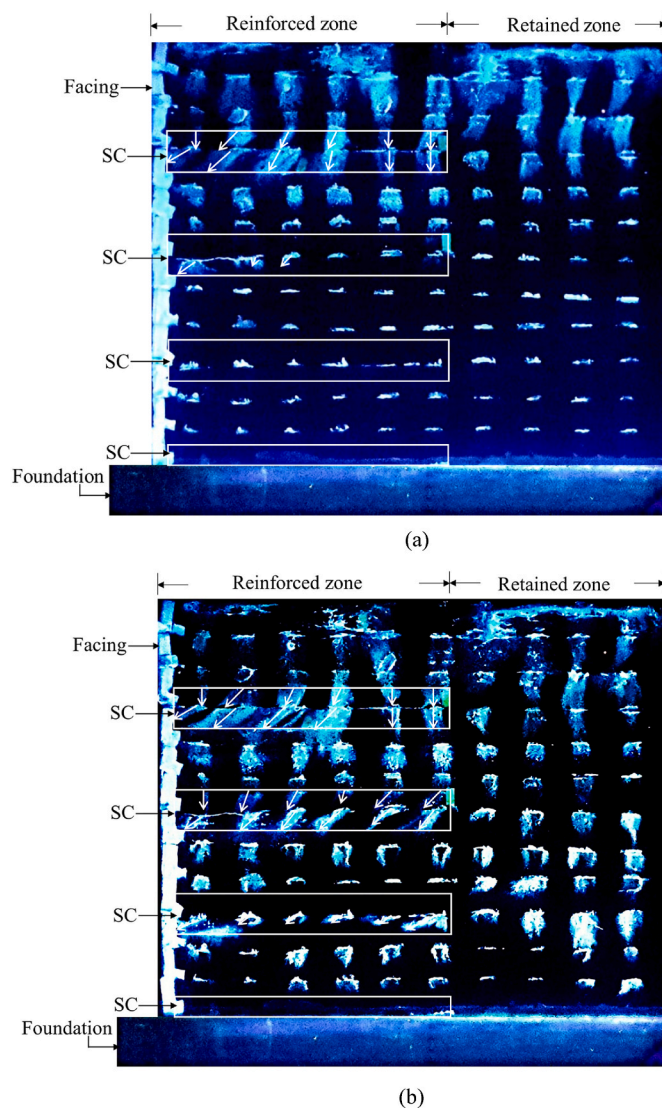 Reinforced zone
Retained zone
Facing
SC
SC
SC
SC
Foundation
(a)
Reinforced zone
Retained zone
Facing
SC
SC
SC
SC
Foundation
(b)